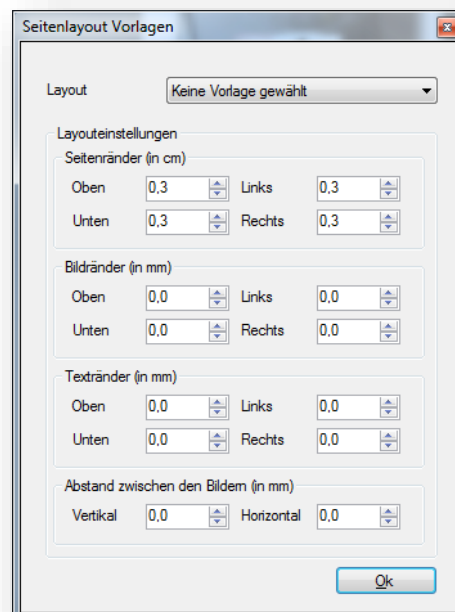 Seitenlayout Vorlagen
Layout Keine Vorlage gewählt
Layouteinstellungen
Seitenränder (in cm)
Oben 0,3 Links 0,3
Unten 0,3 Rechts 0,3
Bildränder (in mm)
Oben 0,0 Links 0,0
Unten 0,0 Rechts 0,0
Textränder (in mm)
Oben 0,0 Links 0,0
Unten 0,0 Rechts 0,0
Abstand zwischen den Bildern (in mm)
Vertikal 0,0 Horizontal 0,0
Ok